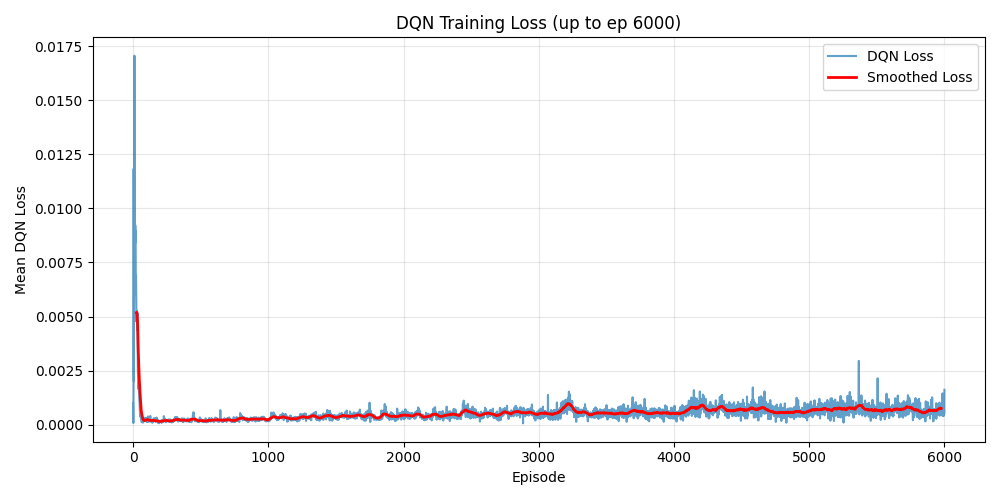 DQN Training Loss (up to ep 6000)
DQN Loss
Smoothed Loss
Mean DQN Loss
0.0175
0.0150
0.0125
0.0100
0.0075
0.0050
0.0025
0.0000
0 1000 2000 3000 4000 5000 6000
Episode